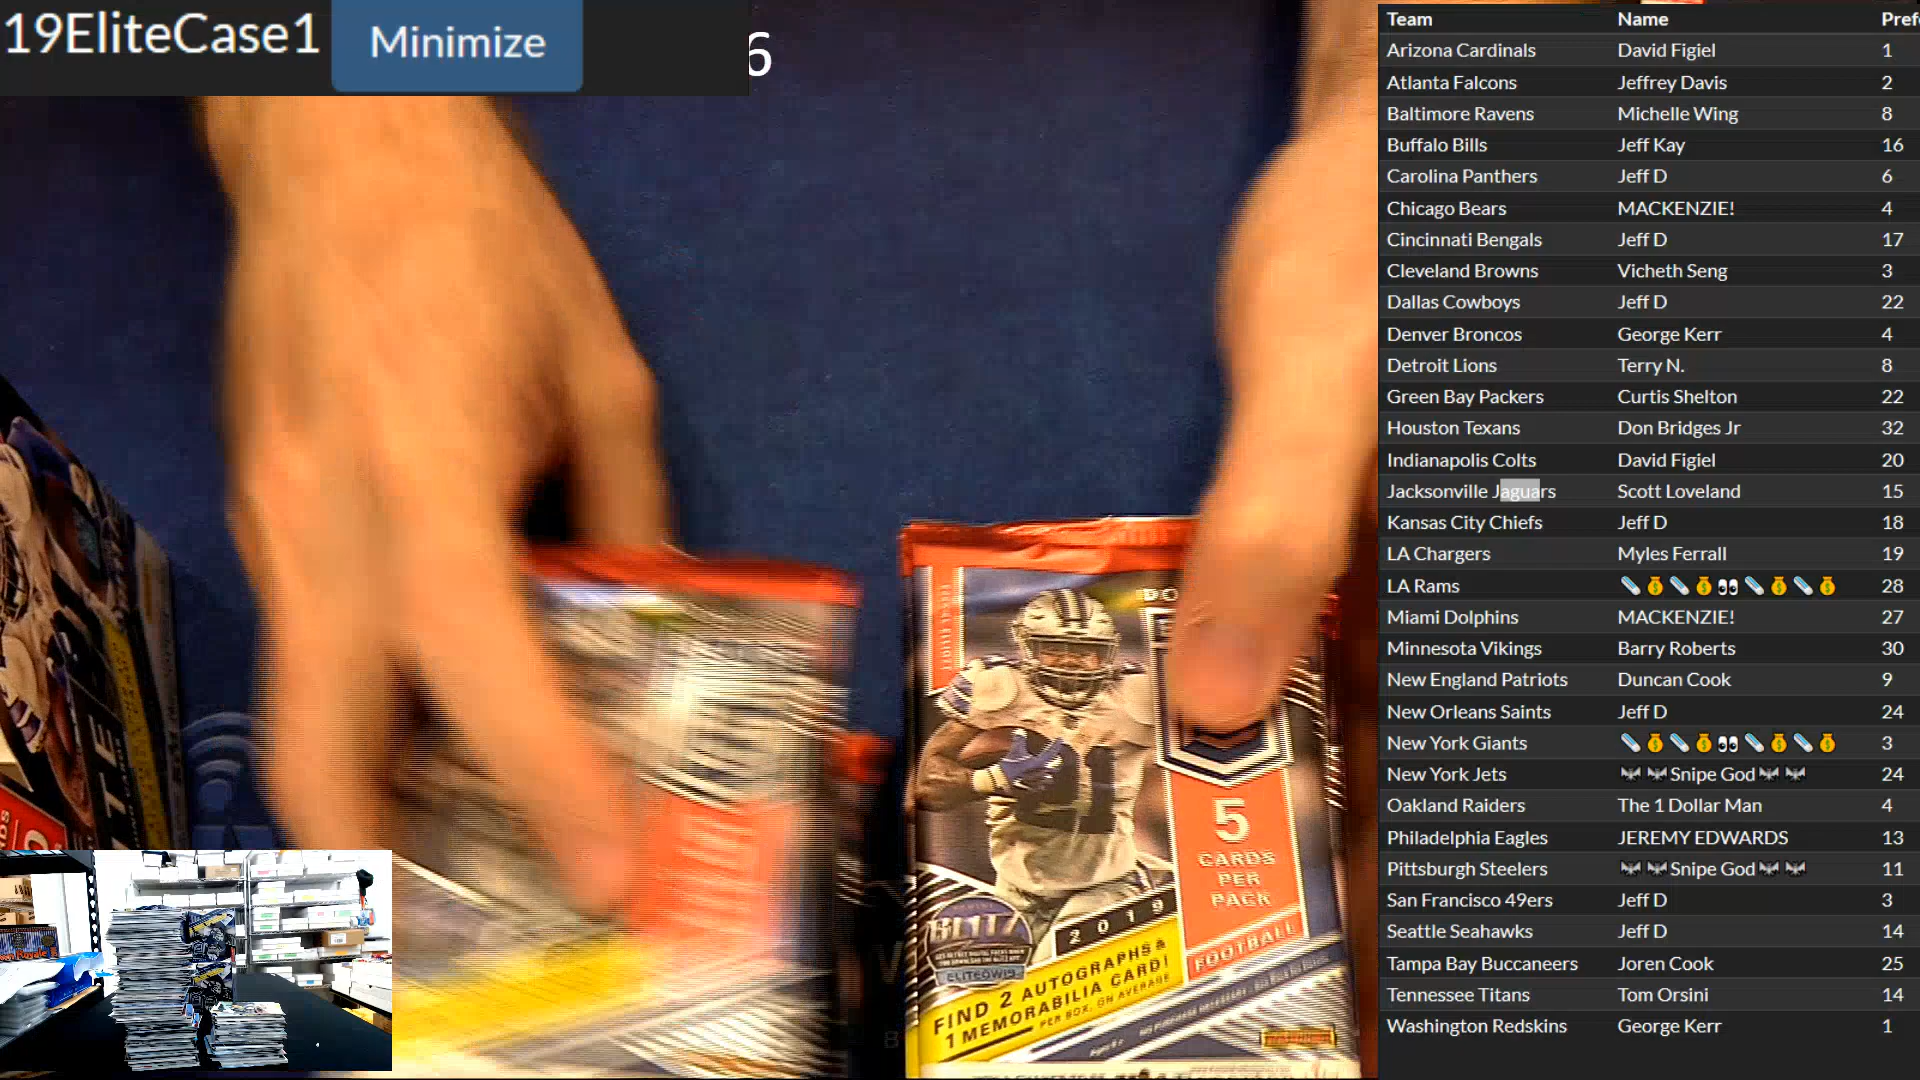 19EliteCase1
Minimize
6
Team Name Pref
Arizona Cardinals David Figiel 1
Atlanta Falcons Jeffrey Davis 2
Baltimore Ravens Michelle Wing 8
Buffalo Bills Jeff Kay 16
Carolina Panthers Jeff D 6
Chicago Bears MACKENZIE! 4
Cincinnati Bengals Jeff D 17
Cleveland Browns Vicheth Seng 3
Dallas Cowboys Jeff D 22
Denver Broncos George Kerr 4
Detroit Lions Terry N. 8
Green Bay Packers Curtis Shelton 22
Houston Texans Don Bridges Jr 32
Indianapolis Colts David Figiel 20
Jacksonville Jaguars Scott Loveland 15
Kansas City Chiefs Jeff D 18
LA Chargers Myles Ferrall 19
LA Rams 28
Miami Dolphins MACKENZIE! 27
Minnesota Vikings Barry Roberts 30
New England Patriots Duncan Cook 9
New Orleans Saints Jeff D 24
New York Giants 3
New York Jets Snipe God 24
Oakland Raiders The 1 Dollar Man 4
Philadelphia Eagles JEREMY EDWARDS 13
Pittsburgh Steelers Snipe God 11
San Francisco 49ers Jeff D 3
Seattle Seahawks Jeff D 14
Tampa Bay Buccaneers Joren Cook 25
Tennessee Titans Tom Orsini 14
Washington Redskins George Kerr 1
DO
21
5
CARDS
PER
PACK
2019
FOOTBALL
BLITZ
FIND 2 AUTOGRAPHS &
1 MEMORABILIA CARD!
PER BOX, ON AVERAGE